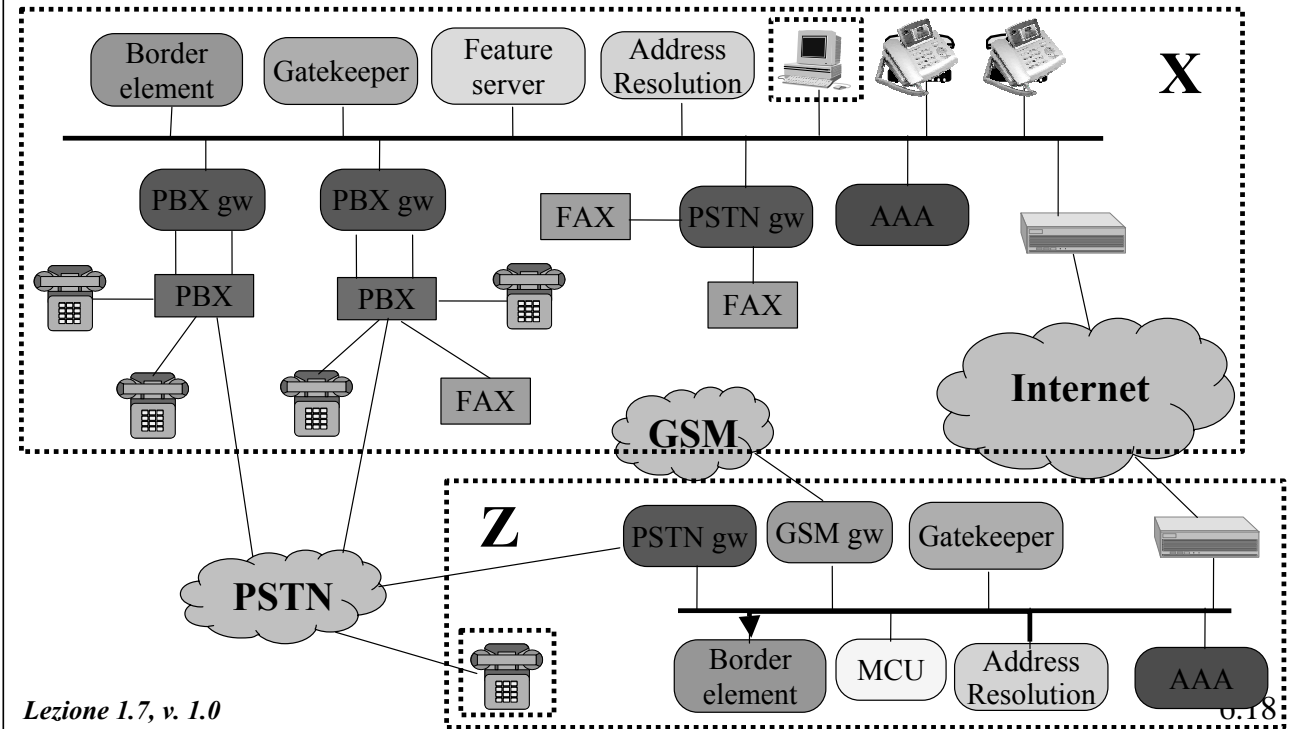 Border
element
Gatekeeper
Feature
server
Address
Resolution
X
PBX gw
PBX gw
FAX
PSTN gw
AAA
PBX
PBX
FAX
FAX
Internet
GSM
Z
PSTN gw
GSM gw
Gatekeeper
PSTN
Border
element
MCU
Address
Resolution
AAA
Lezione 1.7, v. 1.0
6.18